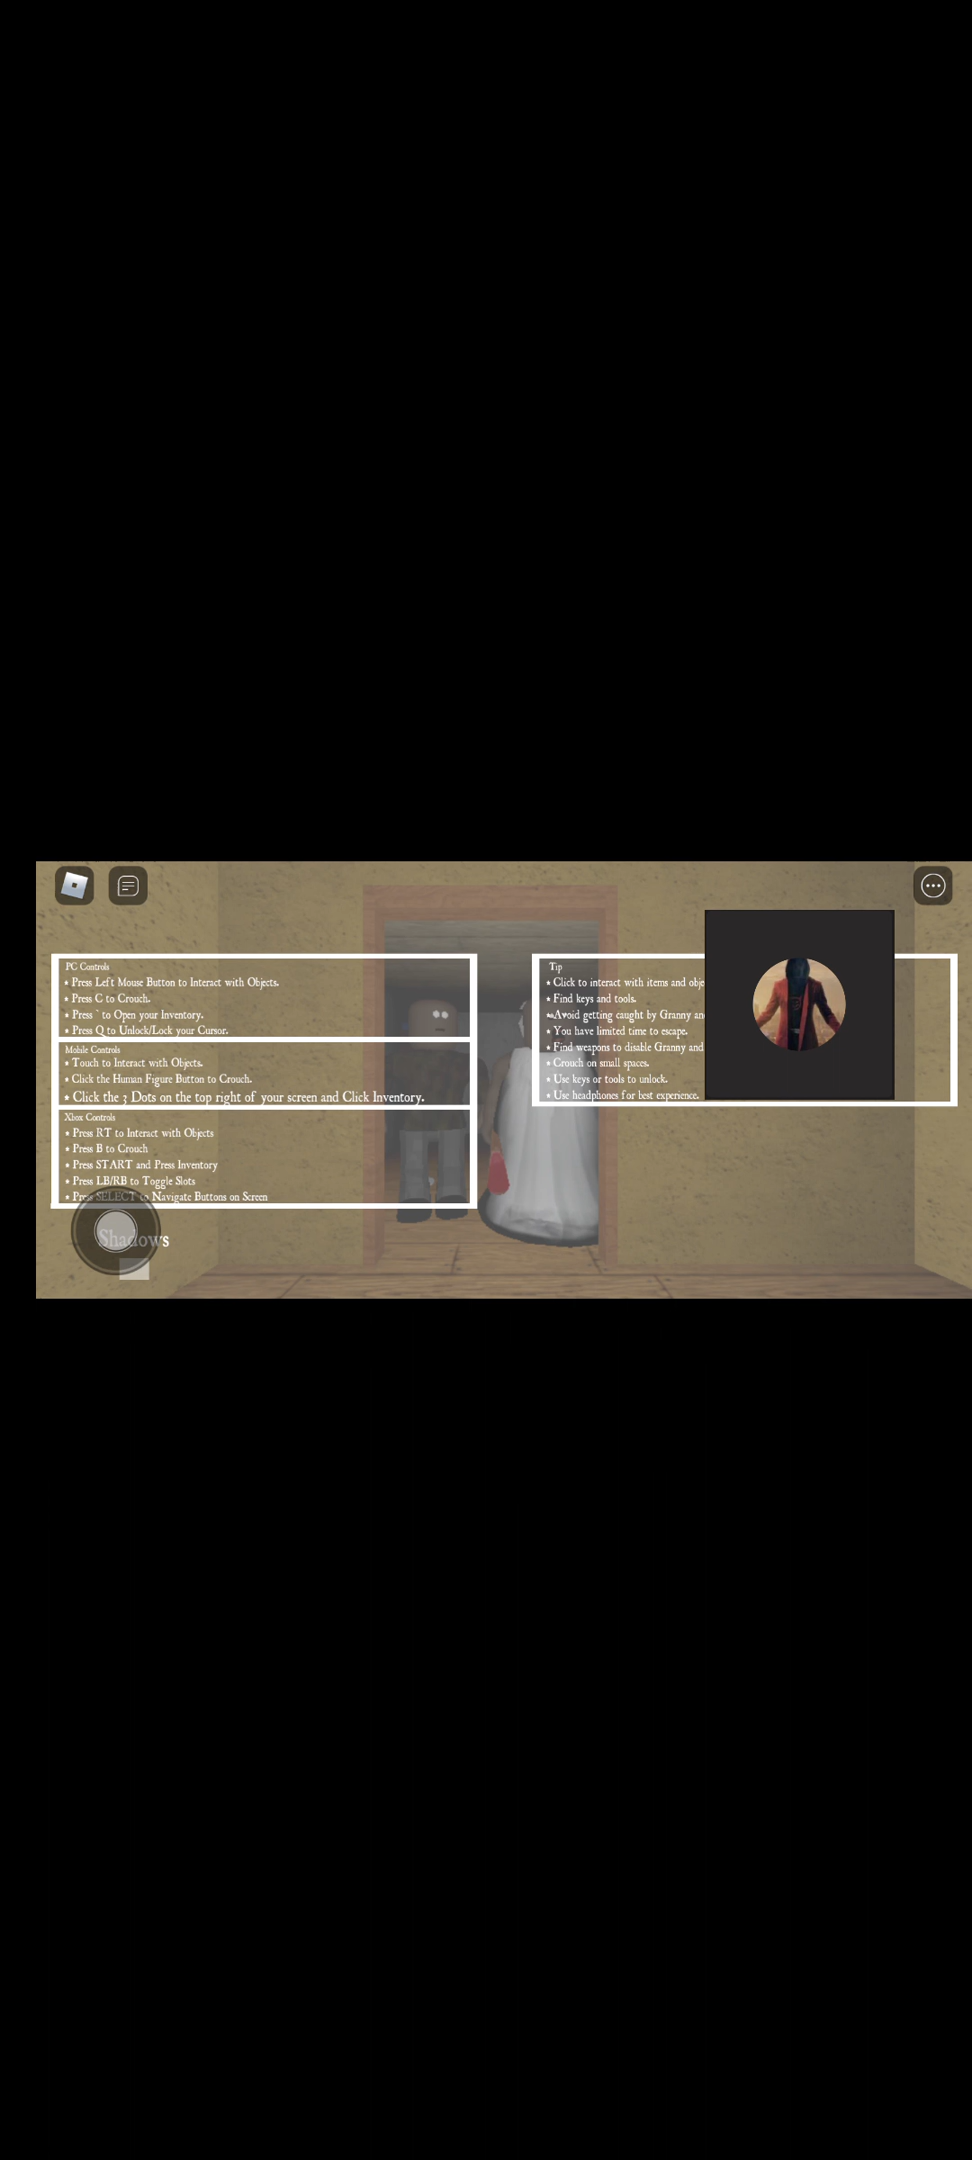 PC Controls
* Press Left Mouse Button to Interact with Objects.
* Press C to Crouch.
* Press ` to Open your Inventory.
* Press Q to Unlock/Lock your Cursor.
Mobile Controls
* Touch to Interact with Objects.
* Click the Human Figure Button to Crouch.
* Click the 3 Dots on the top right of your screen and Click Inventory.
Xbox Controls
* Press RT to Interact with Objects
* Press B to Crouch
* Press START and Press Inventory
* Press LB/RB to Toggle Slots
* Press SELECT to Navigate Buttons on Screen
Shadows
Tip
* Click to interact with items and
* Find keys and tools.
* Avoid getting caught by Granny
* You have limited time to escape.
* Find weapons to disable Granny and
* Crouch on small spaces.
* Use keys or tools to unlock.
* Use headphones for best experience.